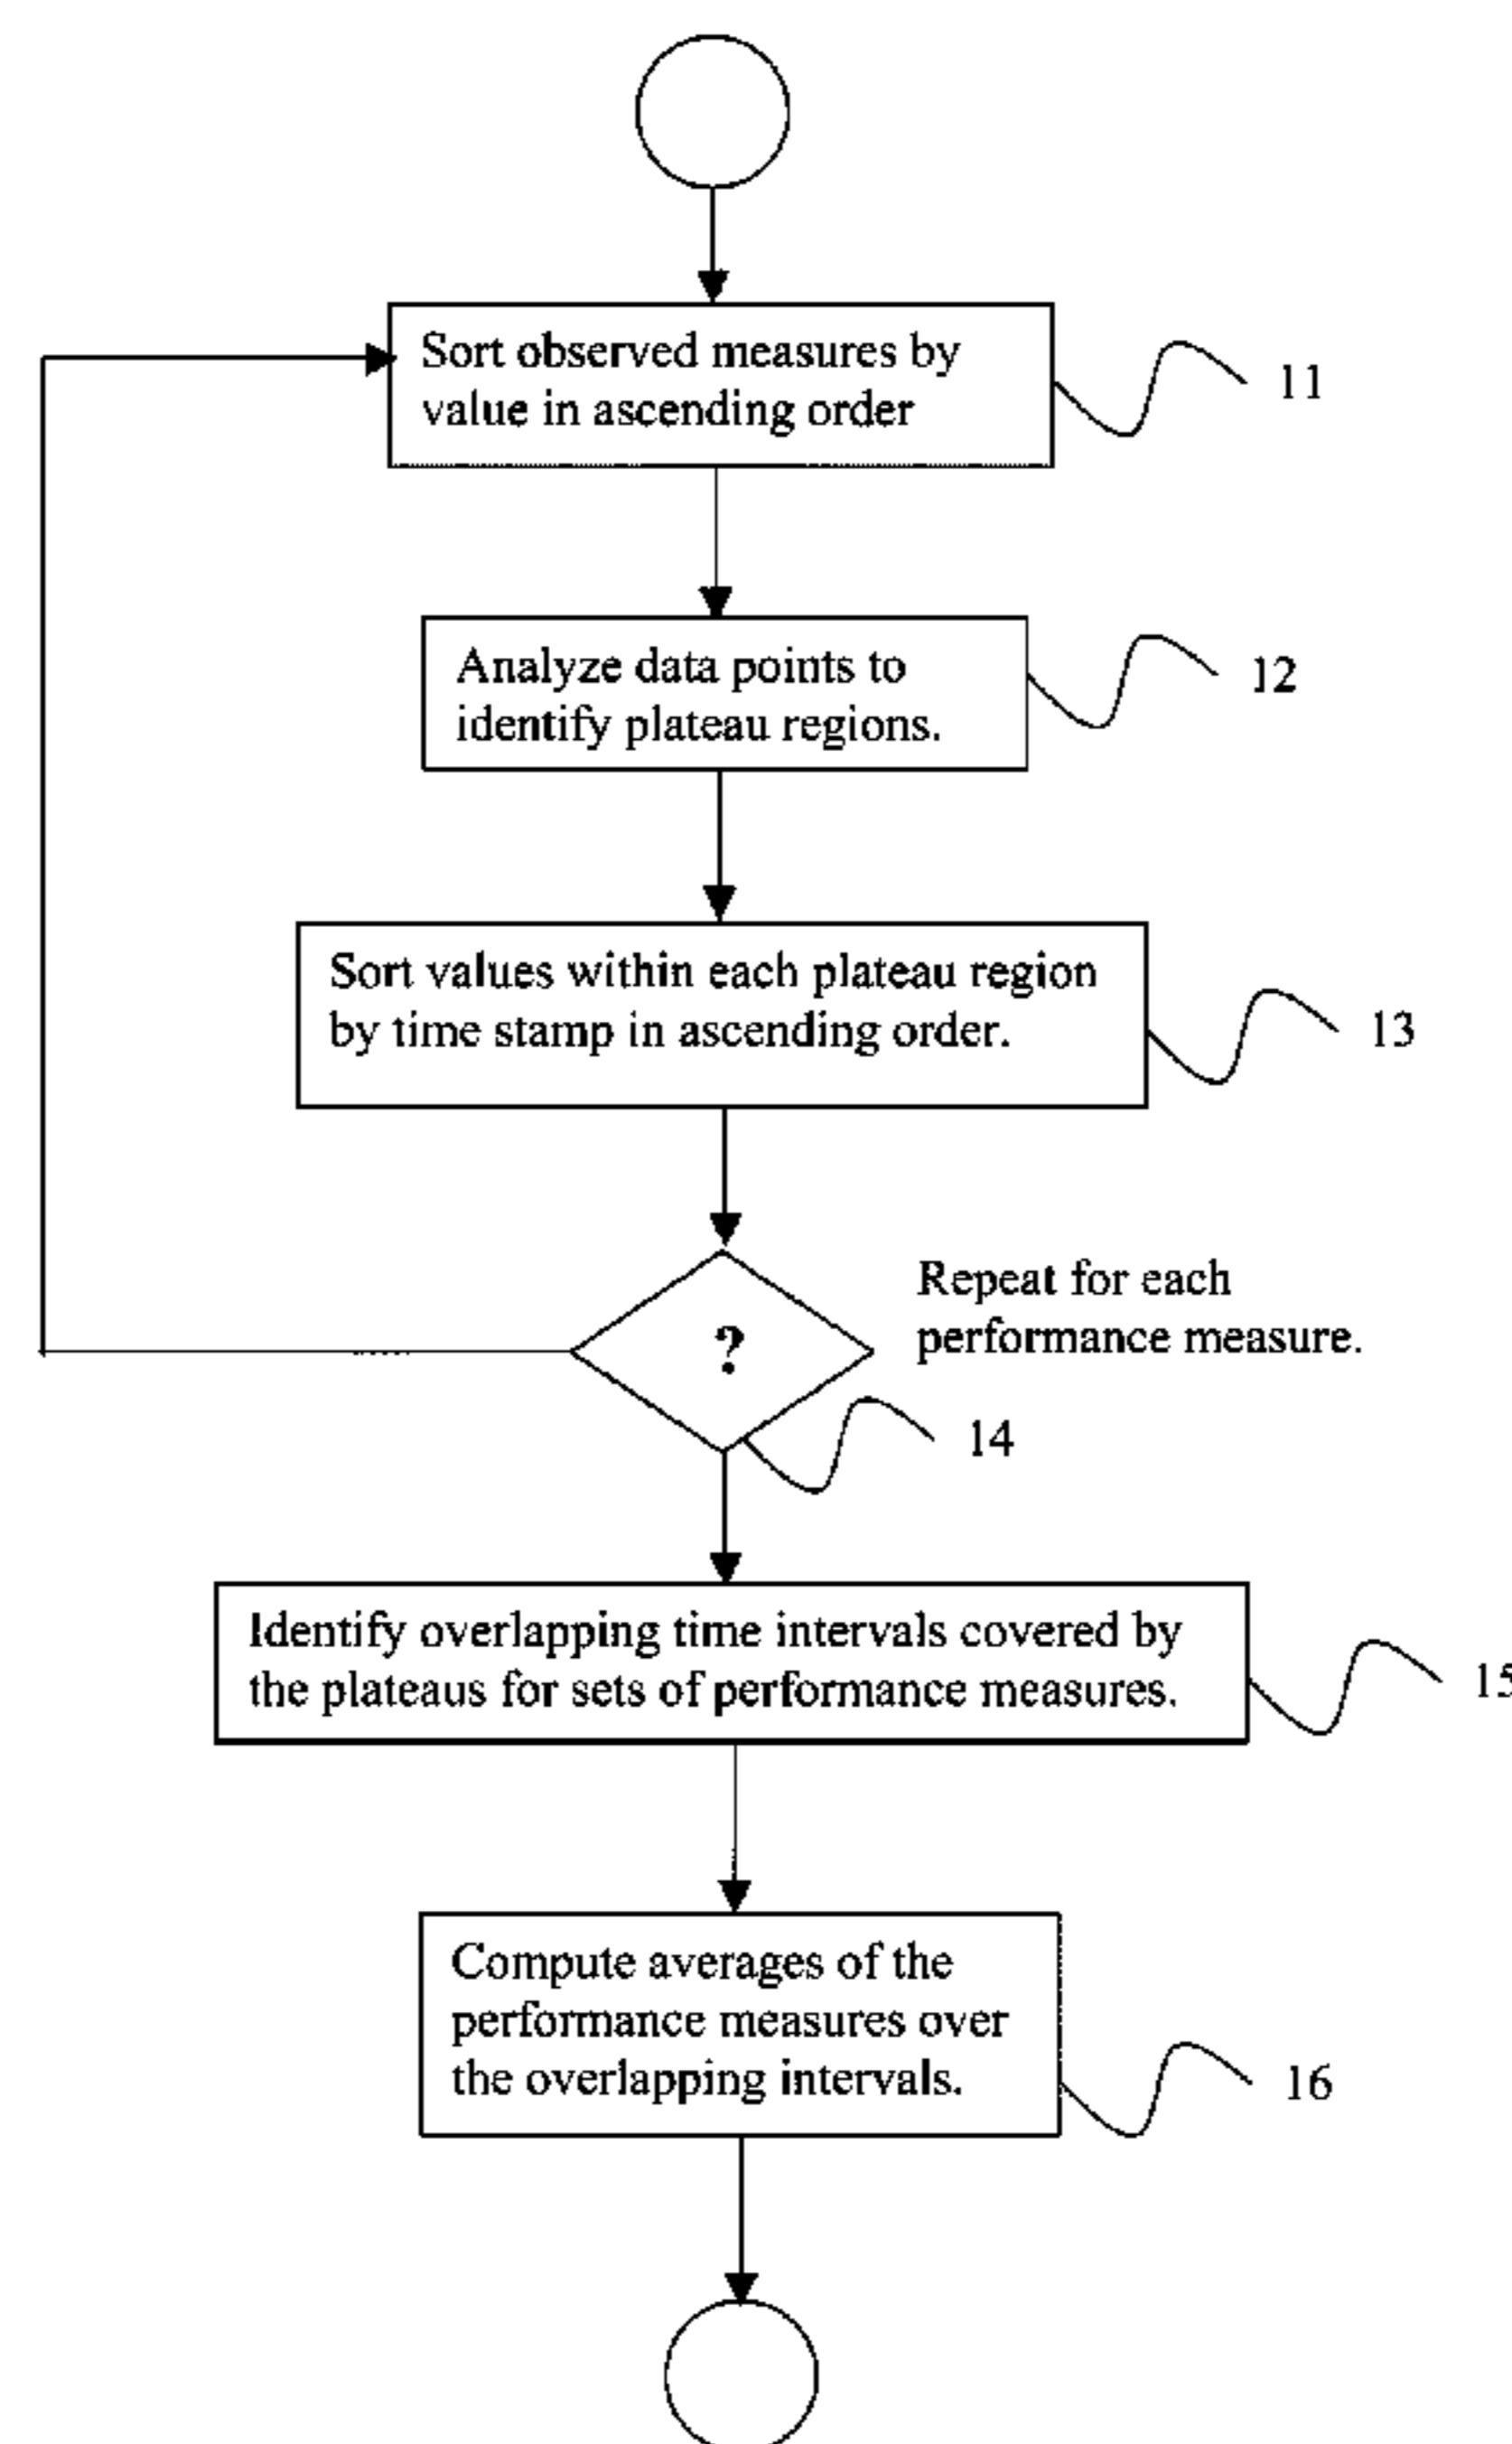 Sort observed measures by
value in ascending order
11
Analyze data points to
identify plateau regions.
12
Sort values within each plateau region
by time stamp in ascending order.
13
?
Repeat for each
performance measure.
14
Identify overlapping time intervals covered by
the plateaus for sets of performance measures.
15
Compute averages of the
performance measures over
the overlapping intervals.
16